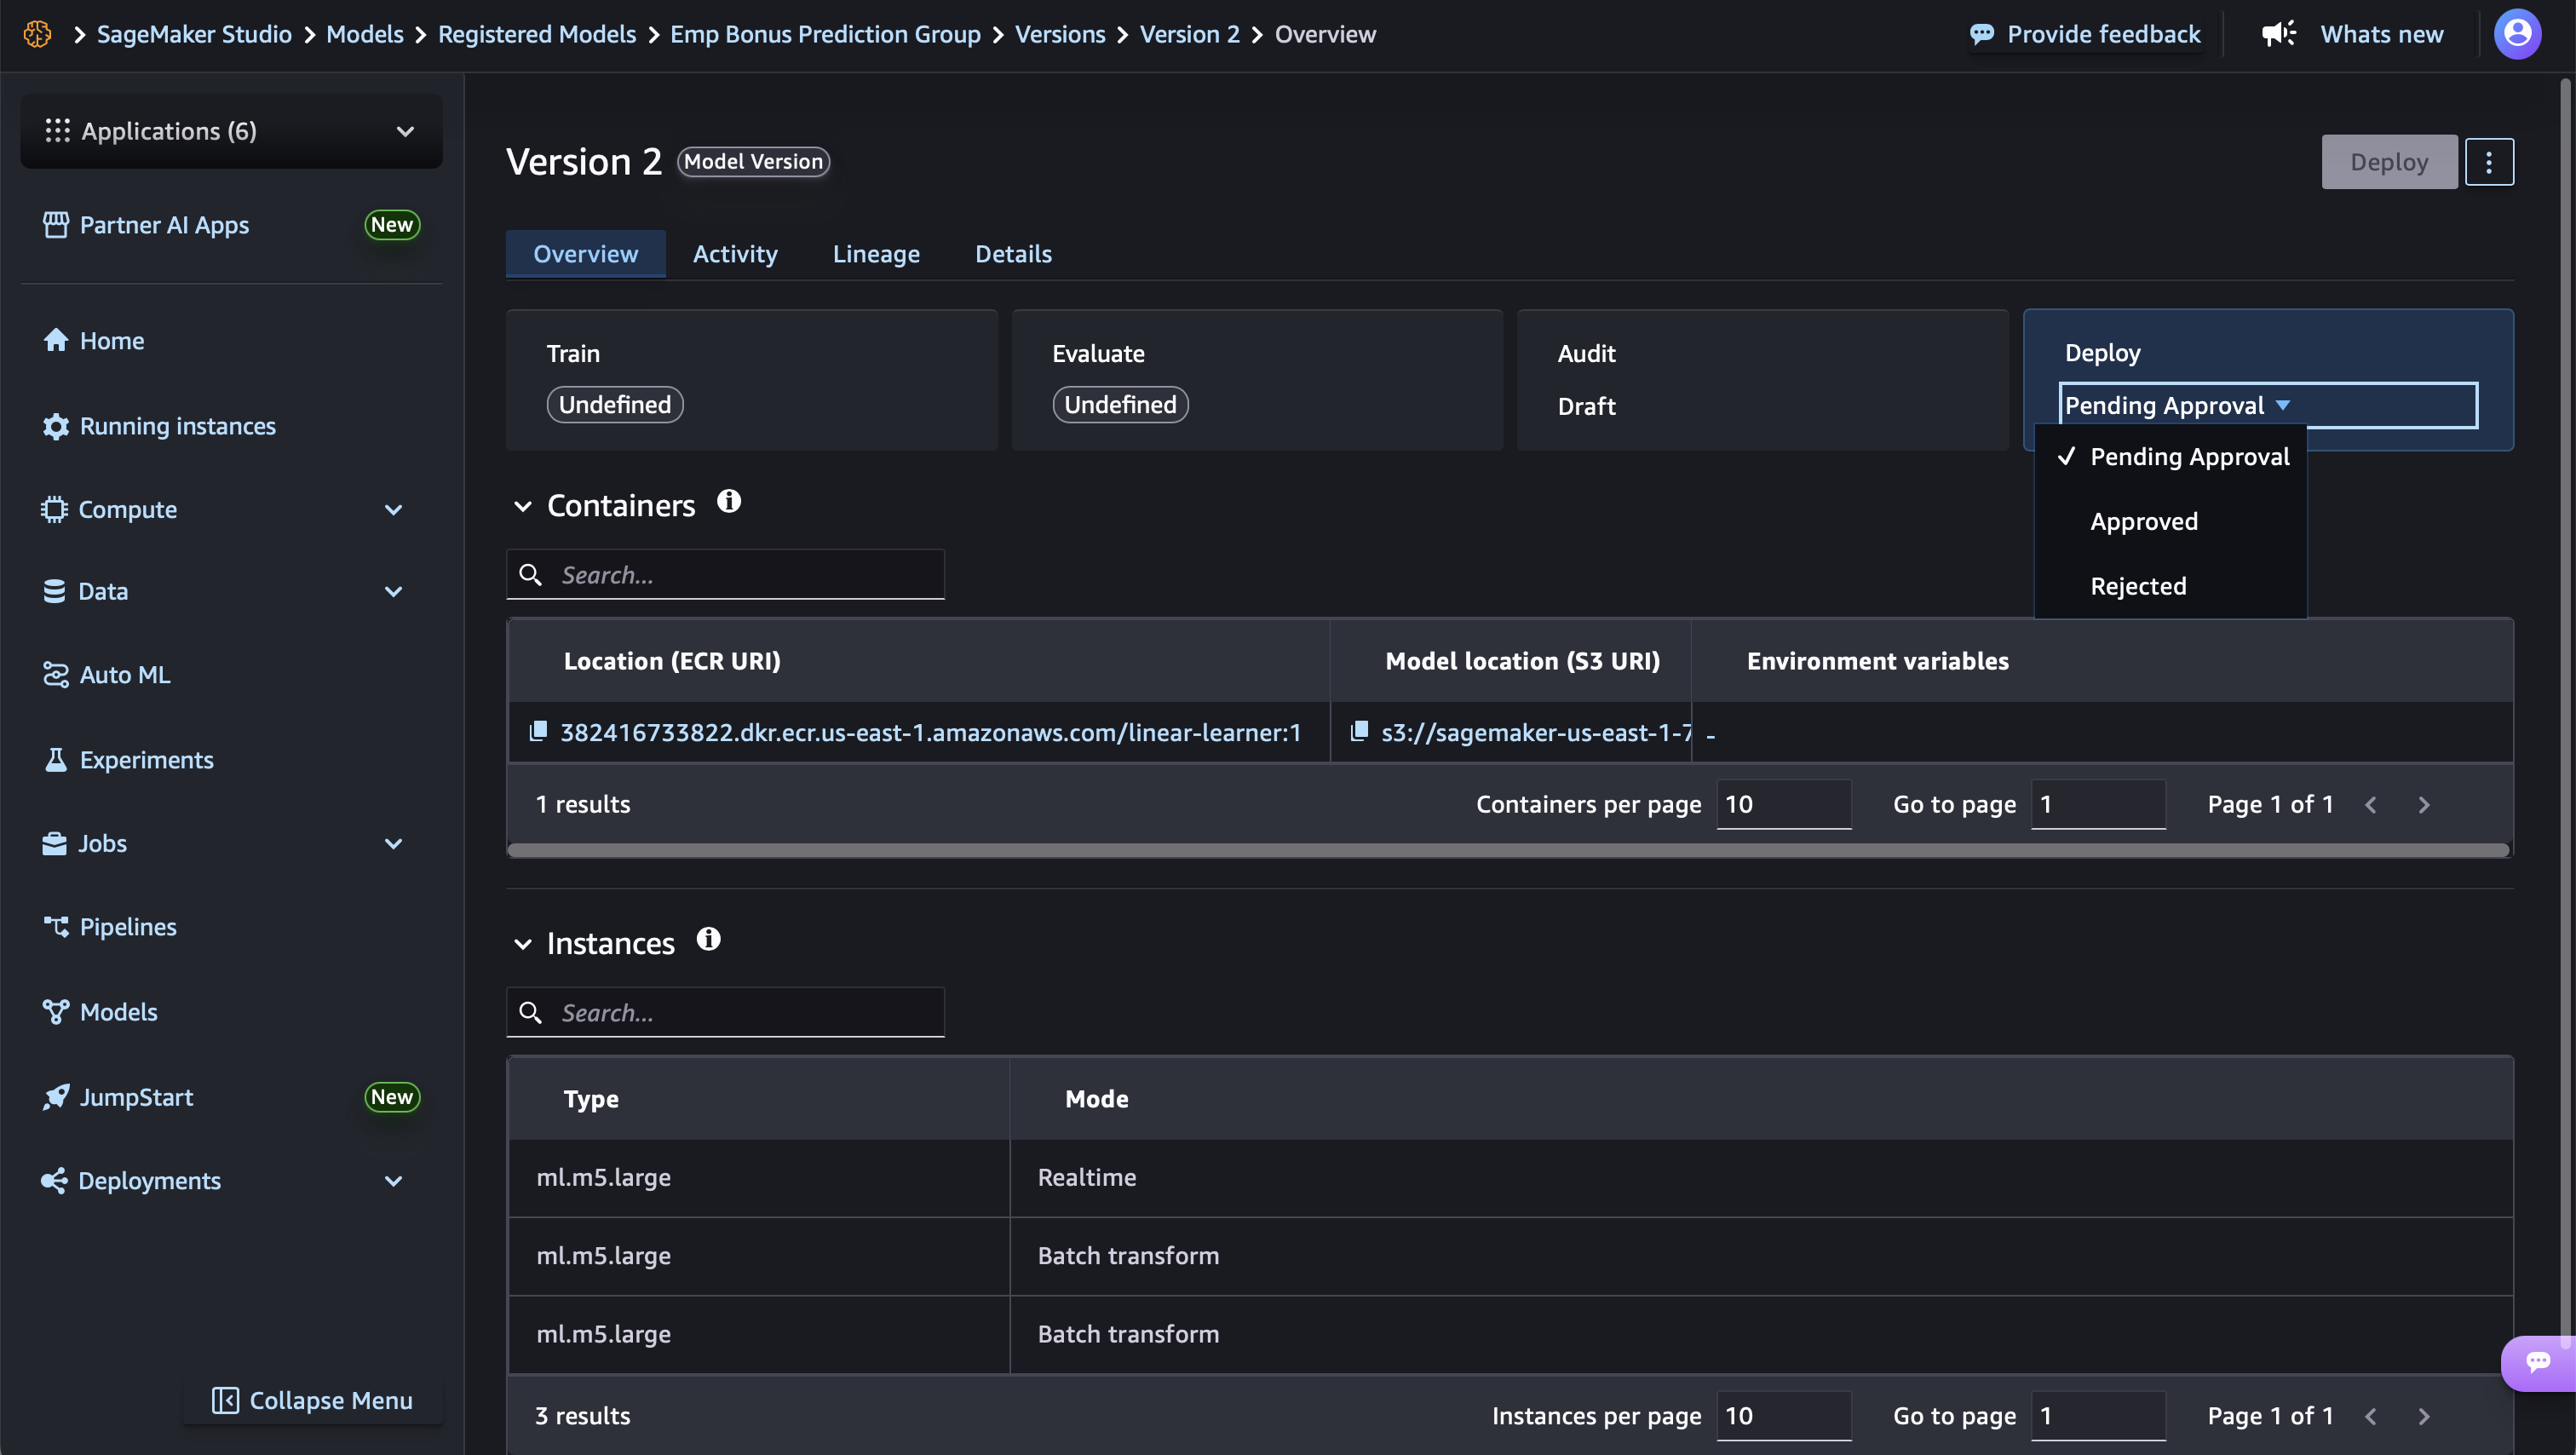 SageMaker Studio > Models > Registered Models > Emp Bonus Prediction Group > Versions > Version 2 > Overview
Provide feedback
Whats new
Applications (6)
Partner AI Apps New
Home
Running instances
Compute
Data
Auto ML
Experiments
Jobs
Pipelines
Models
JumpStart New
Deployments
Collapse Menu
Version 2 Model Version
Deploy
Overview Activity Lineage Details
Train
Undefined
Evaluate
Undefined
Audit
Draft
Deploy
Pending Approval
Pending Approval
Approved
Rejected
Containers
Search...
Location (ECR URI) Model location (S3 URI) Environment variables
382416733822.dkr.ecr.us-east-1.amazonaws.com/linear-learner:1 s3://sagemaker-us-east-1-7 -
1 results Containers per page 10 Go to page 1 Page 1 of 1
Instances
Search...
Type Mode
ml.m5.large Realtime
ml.m5.large Batch transform
ml.m5.large Batch transform
3 results Instances per page 10 Go to page 1 Page 1 of 1